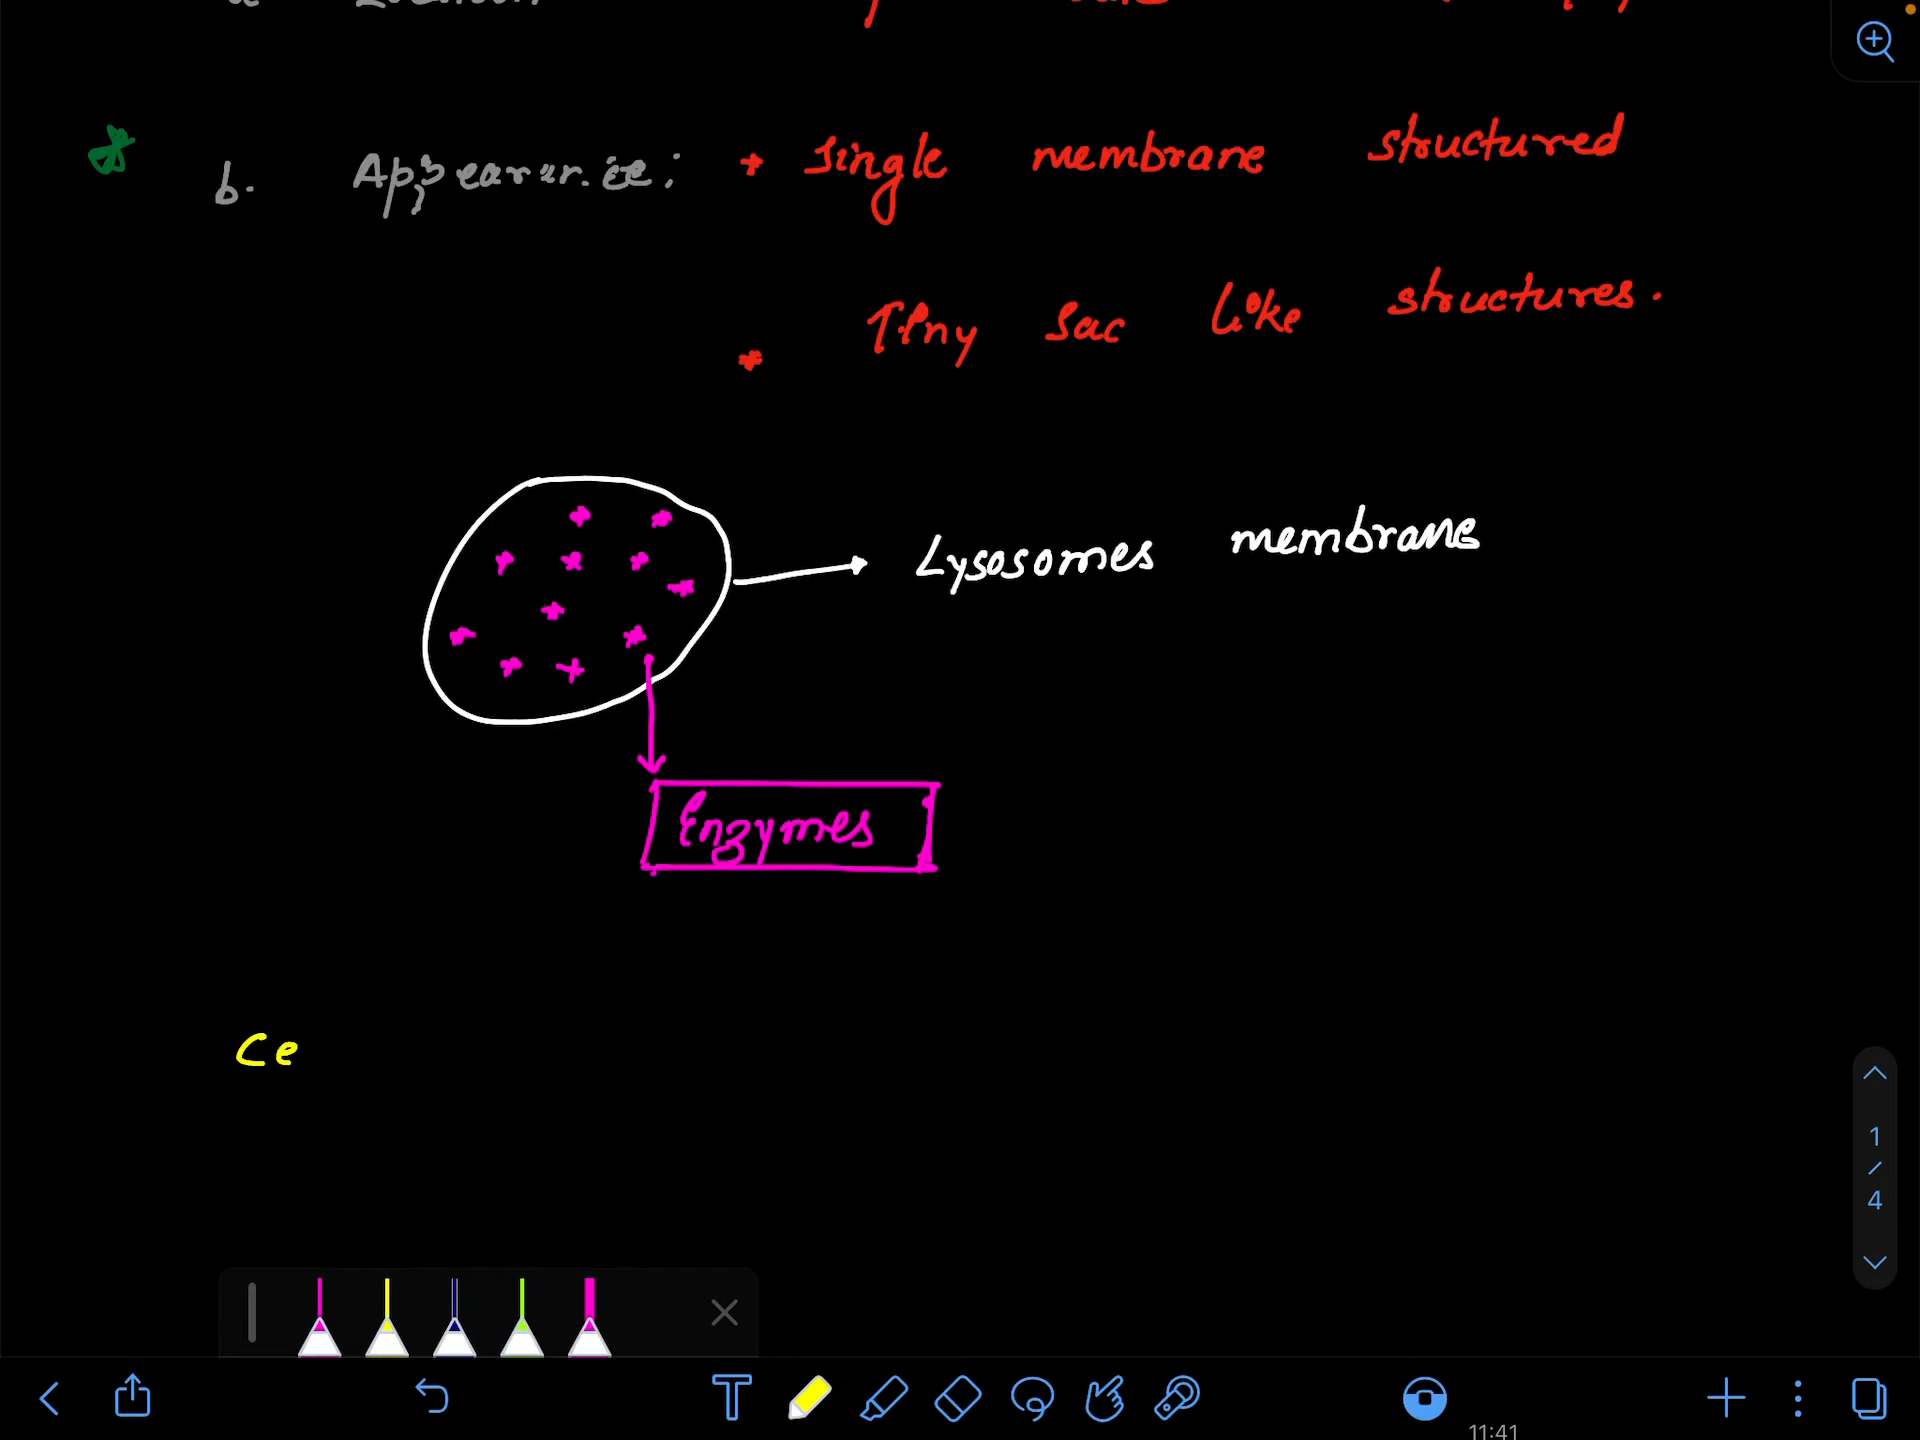 b. Appearance: * Single membrane structured
* Tiny sac like structures.
Lysosomes membrane
Enzymes
Ce
1
/
4
11:41